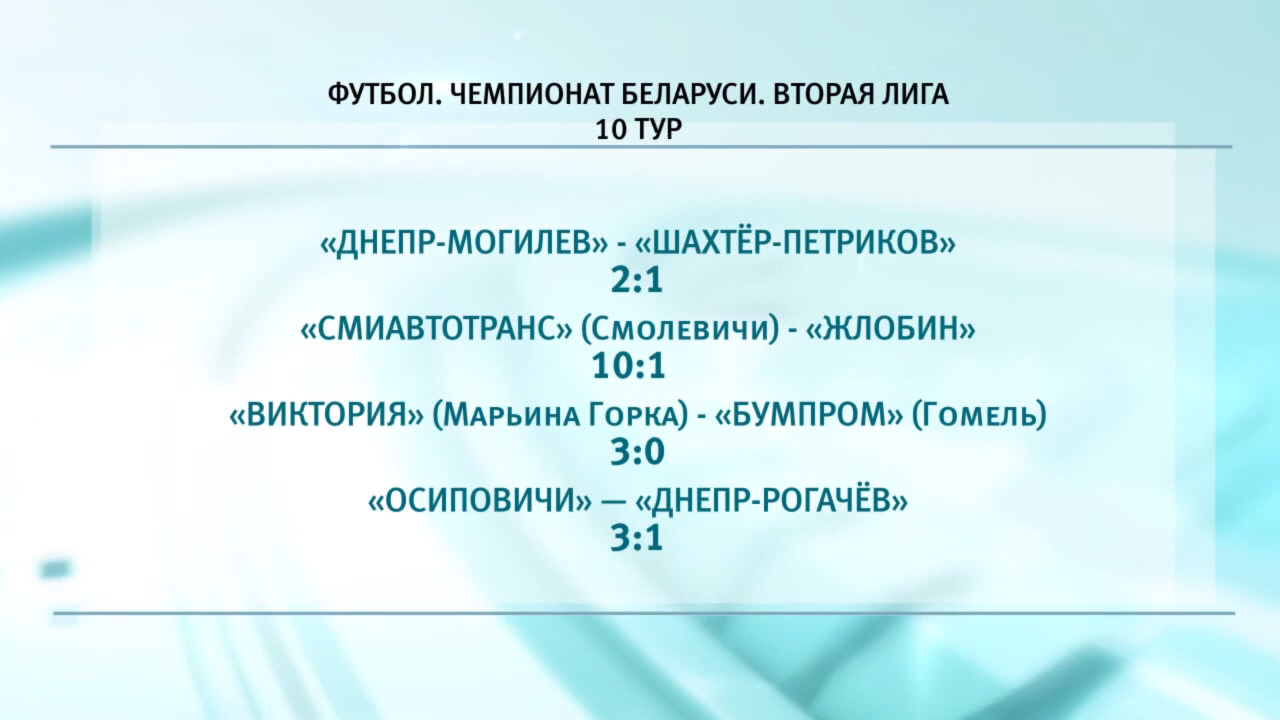 ФУТБОЛ. ЧЕМПИОНАТ БЕЛАРУСИ. ВТОРАЯ ЛИГА
10 ТУР
«ДНЕПР-МОГИЛЕВ» - «ШАХТЁР-ПЕТРИКОВ»
2:1
«СМИАВТОТРАНС» (Смолевичи) - «ЖЛОБИН»
10:1
«ВИКТОРИЯ» (Марьина Горка) - «БУМПРОМ» (Гомель)
3:0
«ОСИПОВИЧИ» — «ДНЕПР-РОГАЧЁВ»
3:1